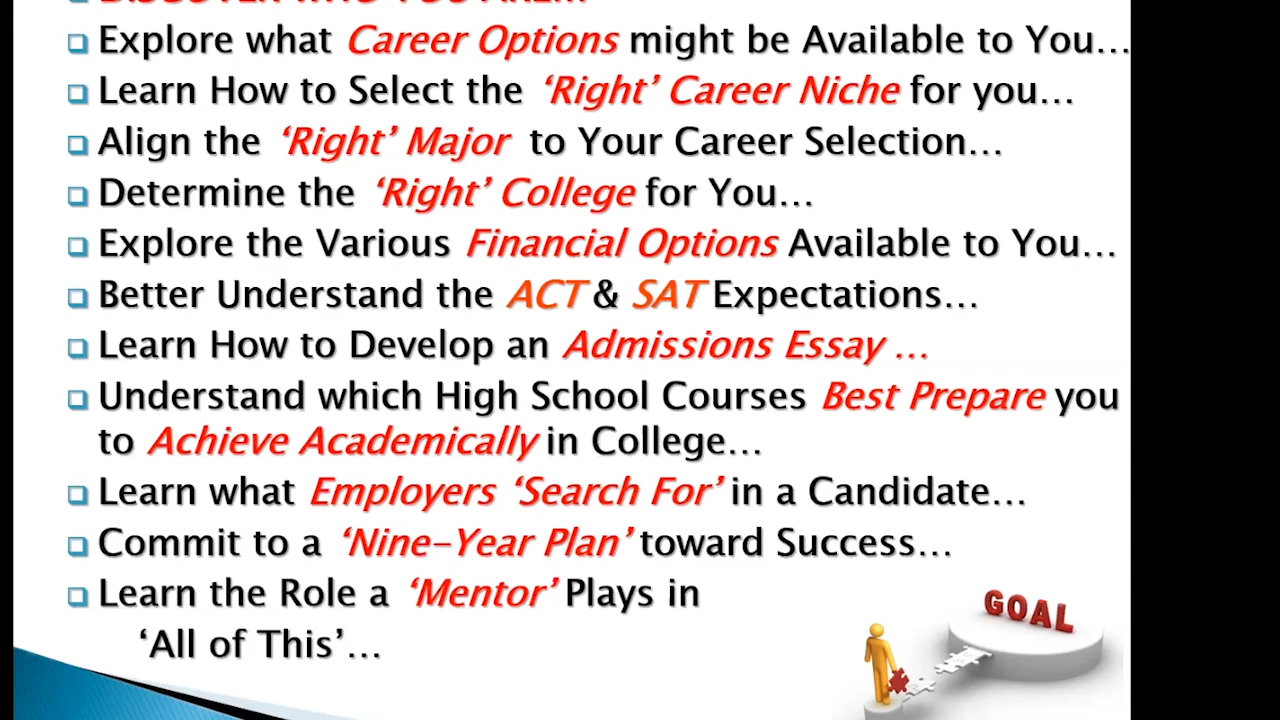 DISCOVER WHO YOU ARE...
Explore what Career Options might be Available to You...
Learn How to Select the ‘Right’ Career Niche for you...
Align the ‘Right’ Major to Your Career Selection...
Determine the ‘Right’ College for You...
Explore the Various Financial Options Available to You...
Better Understand the ACT & SAT Expectations...
Learn How to Develop an Admissions Essay ...
Understand which High School Courses Best Prepare you
to Achieve Academically in College...
Learn what Employers ‘Search For’ in a Candidate...
Commit to a ‘Nine-Year Plan’ toward Success...
Learn the Role a ‘Mentor’ Plays in
‘All of This’...
GOAL